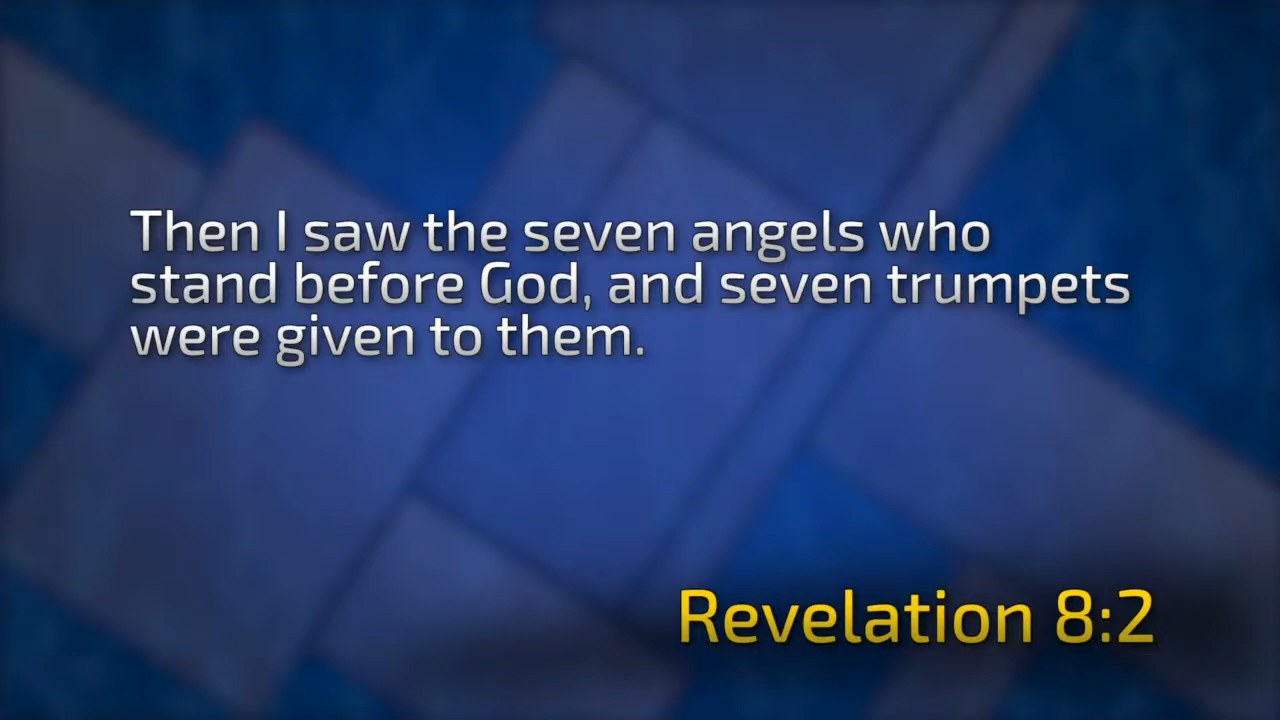 Then I saw the seven angels who
stand before God, and seven trumpets
were given to them.
Revelation 8:2